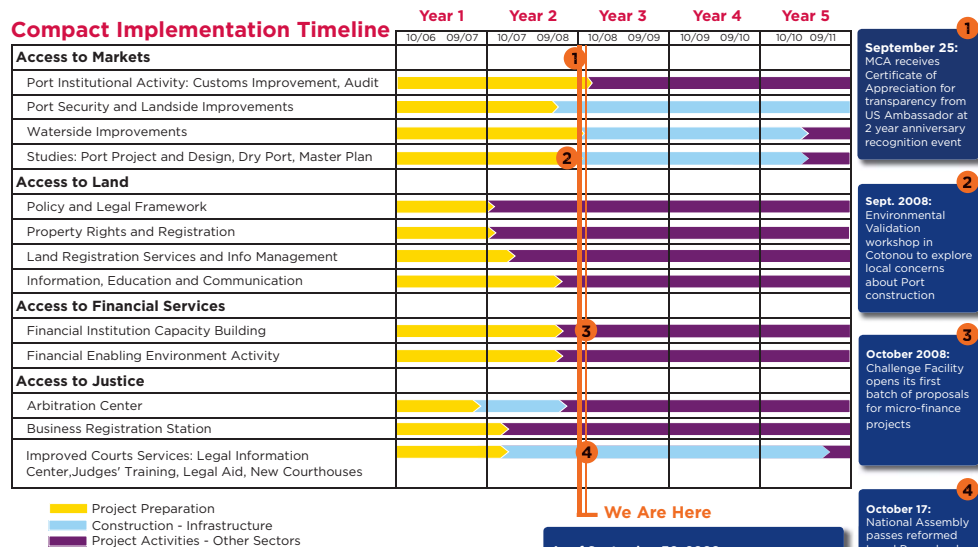 Compact Implementation Timeline
Year 1 Year 2 Year 3 Year 4 Year 5
10/06 09/07 10/07 09/08 10/08 09/09 10/09 09/10 10/10 09/11
Access to Markets
1
Port Institutional Activity: Customs Improvement, Audit
Port Security and Landside Improvements
Waterside Improvements
Studies: Port Project and Design, Dry Port, Master Plan
2
Access to Land
Policy and Legal Framework
Property Rights and Registration
Land Registration Services and Info Management
Information, Education and Communication
Access to Financial Services
Financial Institution Capacity Building
3
Financial Enabling Environment Activity
Access to Justice
Arbitration Center
Business Registration Station
Improved Courts Services: Legal Information
Center,Judges' Training, Legal Aid, New Courthouses
4
Project Preparation
Construction - Infrastructure
Project Activities - Other Sectors
We Are Here
1
September 25:
MCA receives
Certificate of
Appreciation for
transparency from
US Ambassador at
2 year anniversary
recognition event
2
Sept. 2008:
Environmental
Validation
workshop in
Cotonou to explore
local concerns
about Port
construction
3
October 2008:
Challenge Facility
opens its first
batch of proposals
for micro-finance
projects
4
October 17:
National Assembly
passes reformed